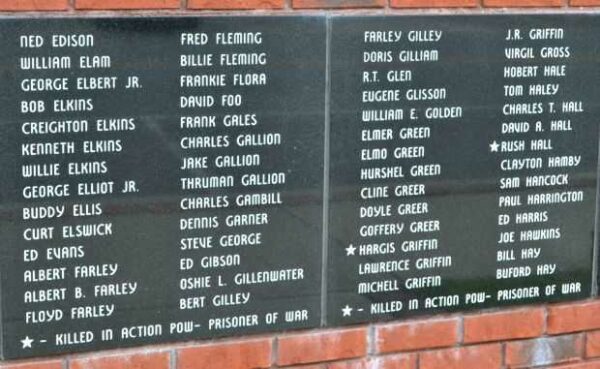 NED EDISON
WILLIAM ELAM
GEORGE ELBERT JR.
BOB ELKINS
CREIGHTON ELKINS
KENNETH ELKINS
WILLIE ELKINS
GEORGE ELLIOT JR.
BUDDY ELLIS
CURT ELSWICK
ED EVANS
ALBERT FARLEY
ALBERT B. FARLEY
FLOYD FARLEY
FRED FLEMING
BILLIE FLEMING
FRANKIE FLORA
DAVID FOO
FRANK GALES
CHARLES GALLION
JAKE GALLION
THRUMAN GALLION
CHARLES GAMBILL
DENNIS GARNER
STEVE GEORGE
ED GIBSON
OSHIE L. GILLENWATER
BERT GILLEY
★ - KILLED IN ACTION POW- PRISONER OF WAR
FARLEY GILLEY
DORIS GILLIAM
R.T. GLEN
EUGENE GLISSON
WILLIAM E. GOLDEN
ELMER GREEN
ELMO GREEN
HURSHEL GREEN
CLINE GREER
DOYLE GREER
GOFFERY GREER
★HARGIS GRIFFIN
LAWRENCE GRIFFIN
MICHELL GRIFFIN
J.R. GRIFFIN
VIRGIL GROSS
HOBERT HALE
TOM HALEY
CHARLES T. HALL
DAVID A. HALL
★RUSH HALL
CLAYTON HAMBY
SAM HANCOCK
PAUL HARRINGTON
ED HARRIS
JOE HAWKINS
BILL HAY
BUFORD HAY
★ - KILLED IN ACTION POW- PRISONER OF WAR